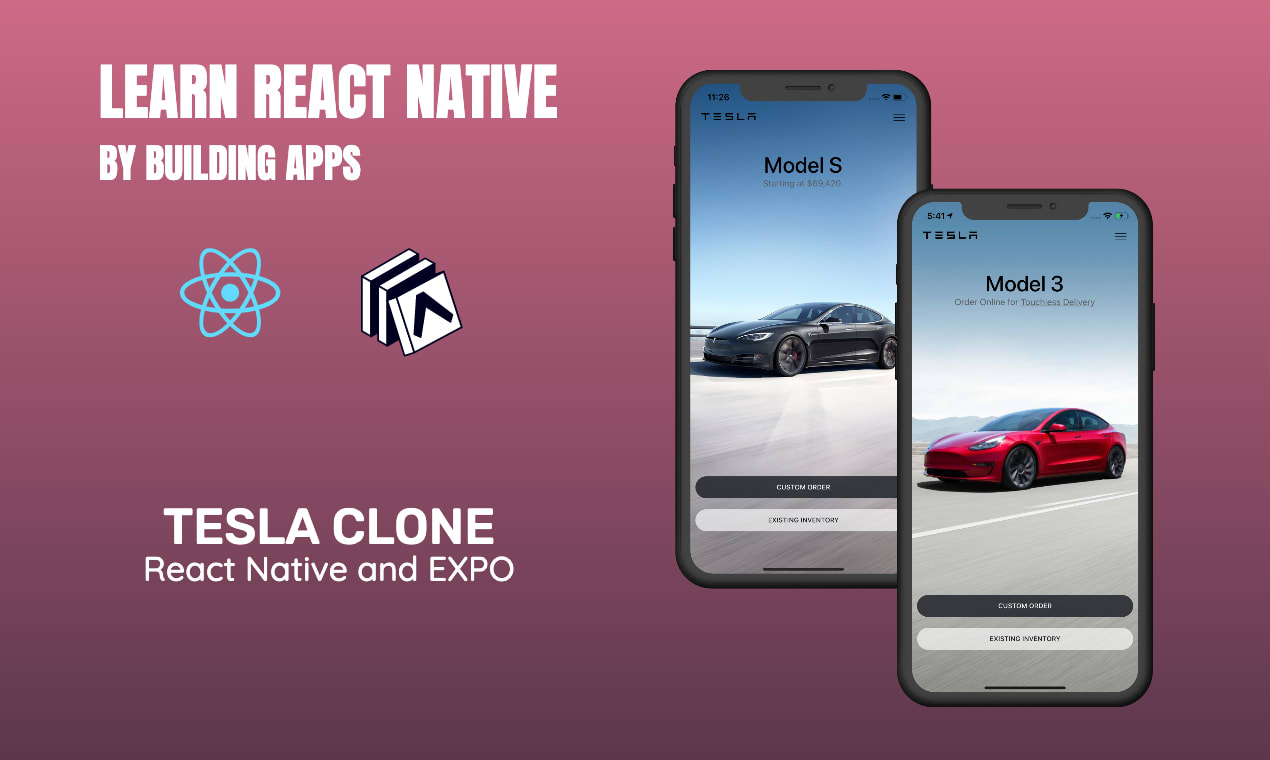 LEARN REACT NATIVE
BY BUILDING APPS
TESLA CLONE
React Native and EXPO
11:26
TESLA
Model S
Starting at $69,420
CUSTOM ORDER
EXISTING INVENTORY
5:41
TESLA
Model 3
Order Online for Touchless Delivery
CUSTOM ORDER
EXISTING INVENTORY